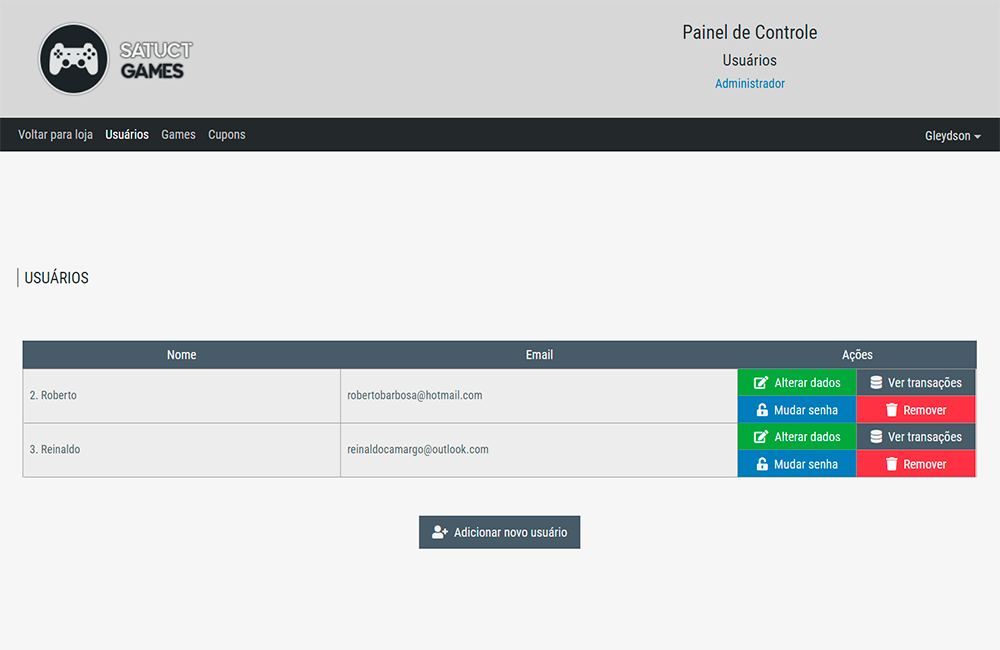 SATUCT
GAMES
Painel de Controle
Usuários
Administrador
Voltar para loja Usuários Games Cupons Gleydson
USUÁRIOS
Nome Email Ações
2. Roberto robertobarbosa@hotmail.com Alterar dados Ver transações
Mudar senha Remover
3. Reinaldo reinaldocamargo@outlook.com Alterar dados Ver transações
Mudar senha Remover
Adicionar novo usuário